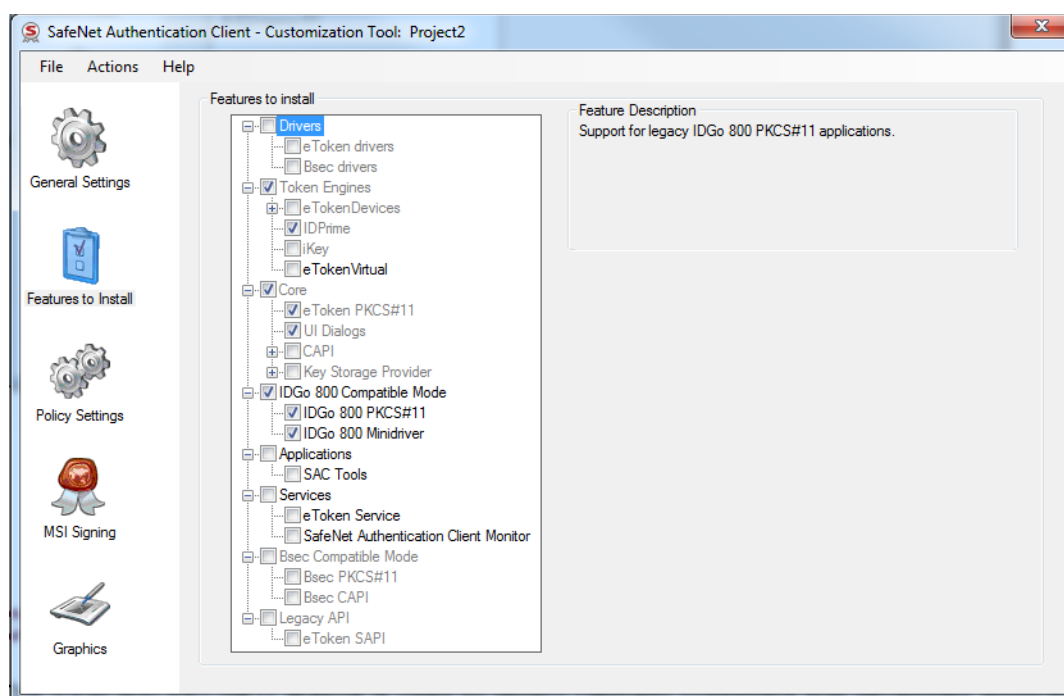 SafeNet Authentication Client - Customization Tool: Project2
File Actions Help
General Settings
Features to Install
Policy Settings
MSI Signing
Graphics
Features to install
Drivers
eToken drivers
Bsec drivers
Token Engines
eTokenDevices
IDPrime
iKey
eTokenVirtual
Core
eToken PKCS#11
UI Dialogs
CAPI
Key Storage Provider
IDGo 800 Compatible Mode
IDGo 800 PKCS#11
IDGo 800 Minidriver
Applications
SAC Tools
Services
eToken Service
SafeNet Authentication Client Monitor
Bsec Compatible Mode
Bsec PKCS#11
Bsec CAPI
Legacy API
eToken SAPI
Feature Description
Support for legacy IDGo 800 PKCS#11 applications.